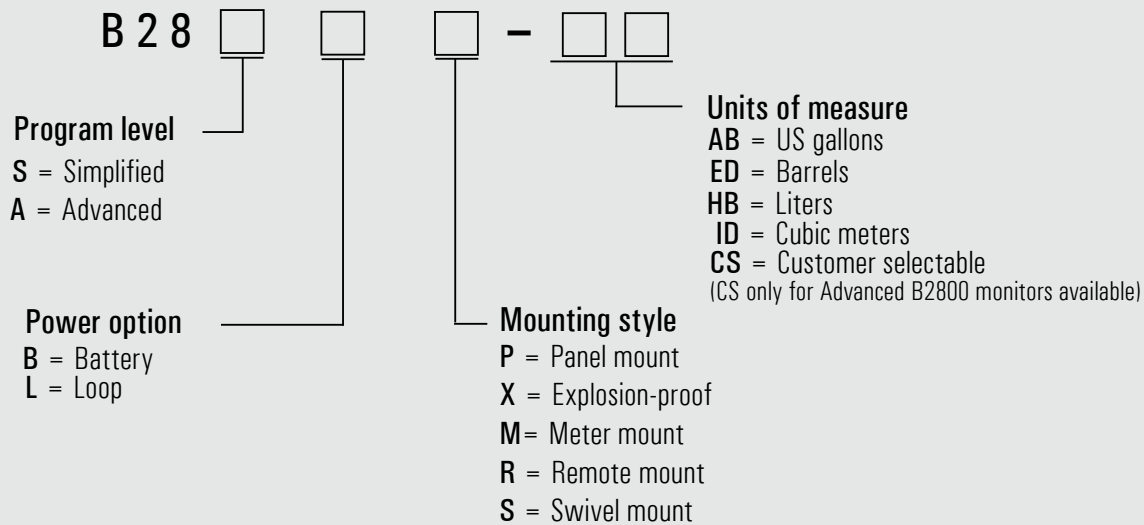 B 2 8 –
Program level
S = Simplified
A = Advanced
Power option
B = Battery
L = Loop
Mounting style
P = Panel mount
X = Explosion-proof
M= Meter mount
R = Remote mount
S = Swivel mount
Units of measure
AB = US gallons
ED = Barrels
HB = Liters
ID = Cubic meters
CS = Customer selectable
(CS only for Advanced B2800 monitors available)